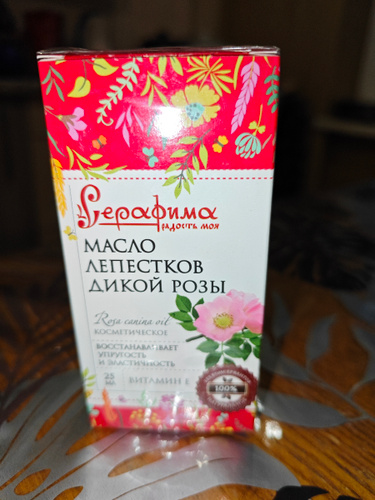 Серафима
радость моя
МАСЛО
ЛЕПЕСТКОВ
ДИКОЙ РОЗЫ
Rosa canina oil
КОСМЕТИЧЕСКОЕ
ВОССТАНАВЛИВАЕТ
УПРУГОСТЬ
И ЭЛАСТИЧНОСТЬ
25
МЛ
ВИТАМИН Е
100%